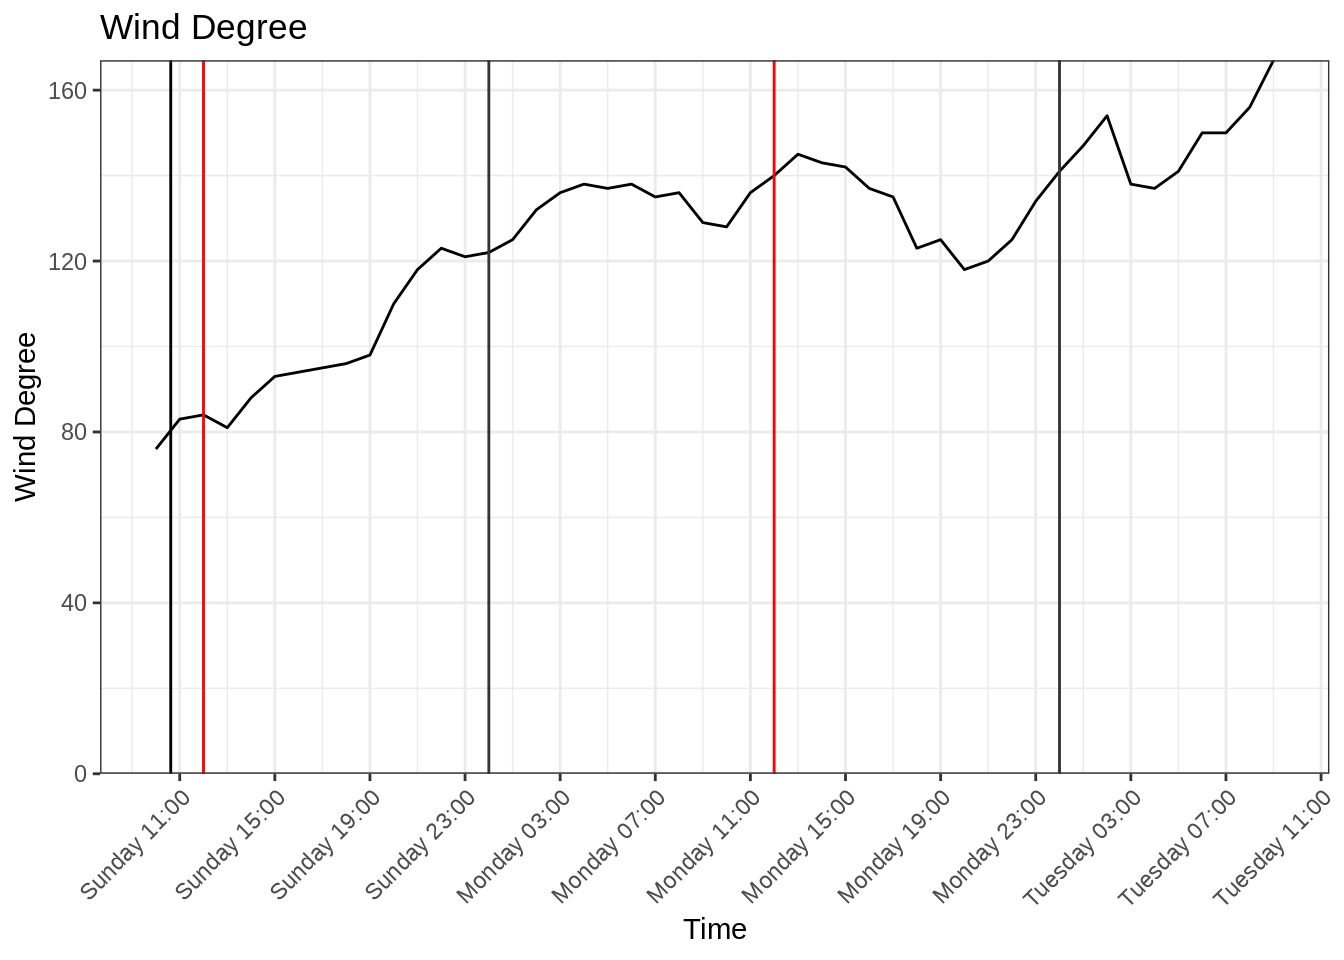 Wind Degree
160
120
80
40
0
Wind Degree
Sunday 11:00
Sunday 15:00
Sunday 19:00
Sunday 23:00
Monday 03:00
Monday 07:00
Monday 11:00
Monday 15:00
Monday 19:00
Monday 23:00
Tuesday 03:00
Tuesday 07:00
Tuesday 11:00
Time